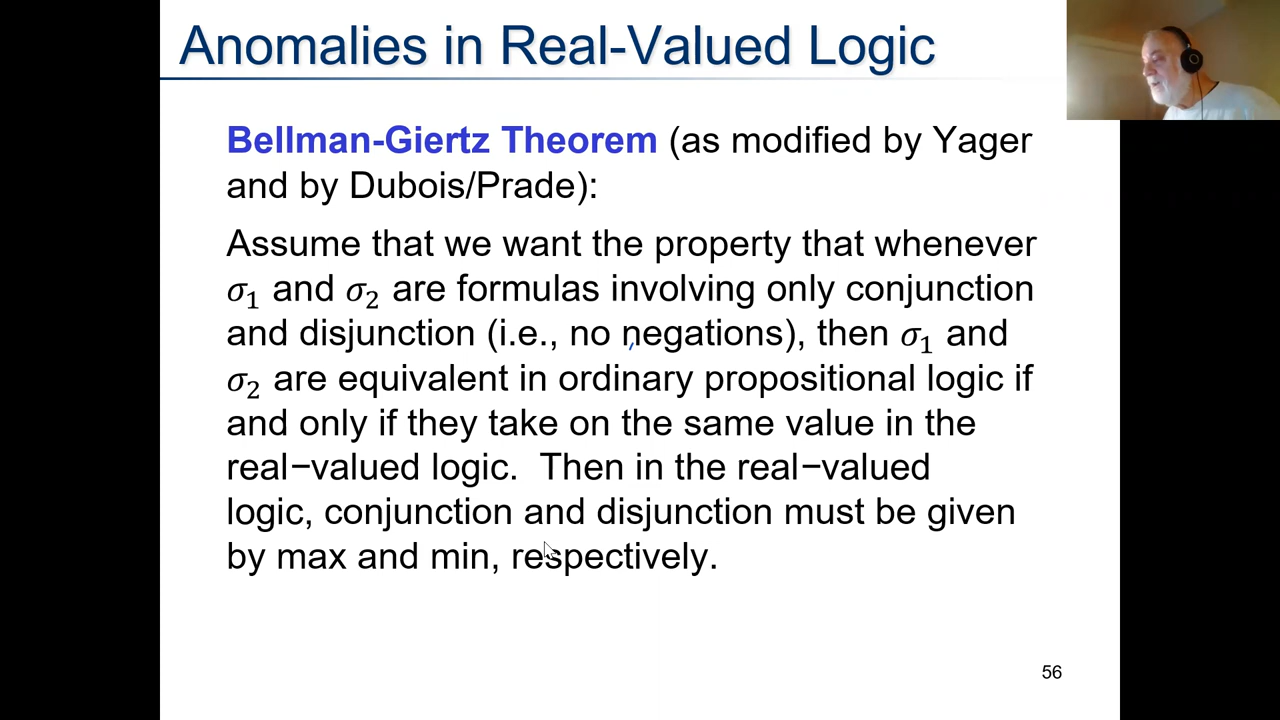 Anomalies in Real-Valued Logic
Bellman-Giertz Theorem (as modified by Yager
and by Dubois/Prade):
Assume that we want the property that whenever
𝜎₁ and 𝜎₂ are formulas involving only conjunction
and disjunction (i.e., no negations), then 𝜎₁ and
𝜎₂ are equivalent in ordinary propositional logic if
and only if they take on the same value in the
real−valued logic. Then in the real−valued
logic, conjunction and disjunction must be given
by max and min, respectively.
56